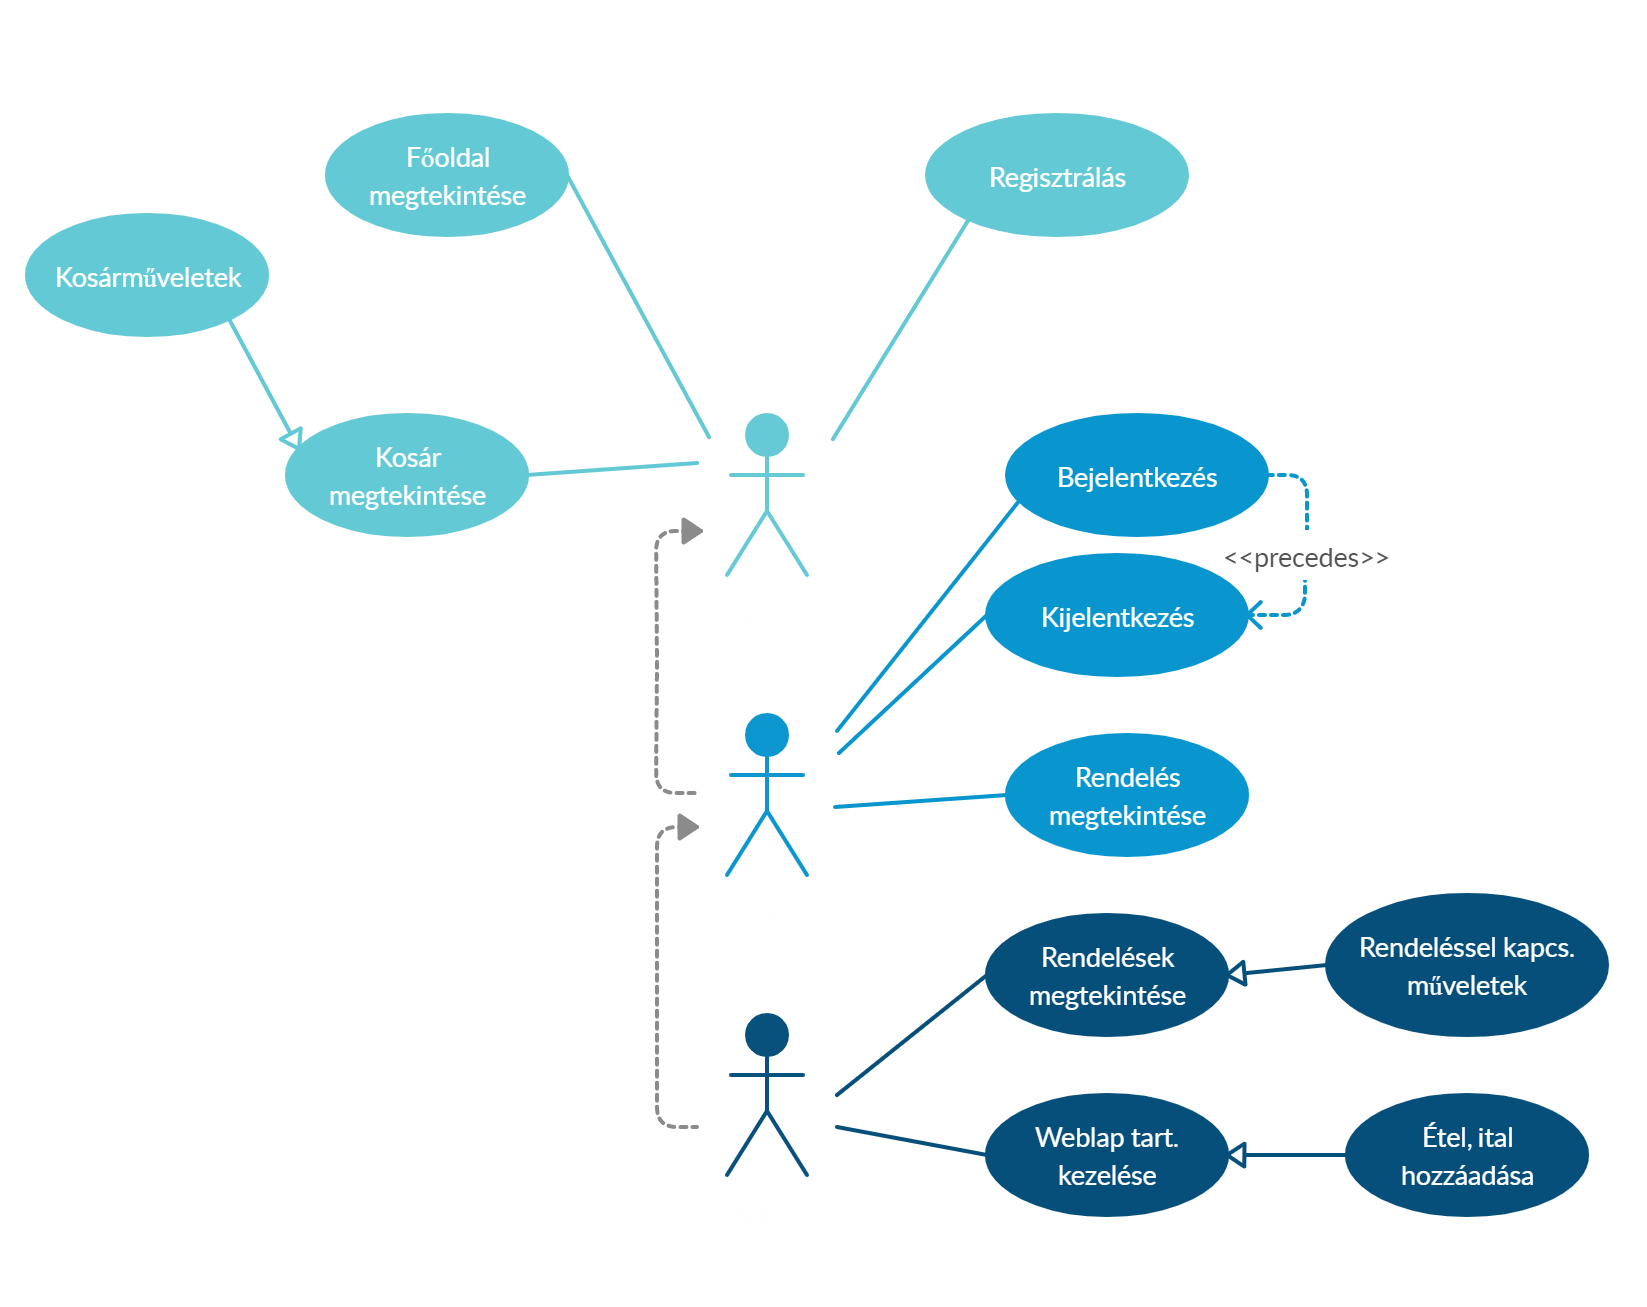 Főoldal
megtekintése
Regisztrálás
Kosárműveletek
Kosár
megtekintése
Bejelentkezés
<<precedes>>
Kijelentkezés
Rendelés
megtekintése
Rendelések
megtekintése
Rendeléssel kapcs.
műveletek
Weblap tart.
kezelése
Étel, ital
hozzáadása